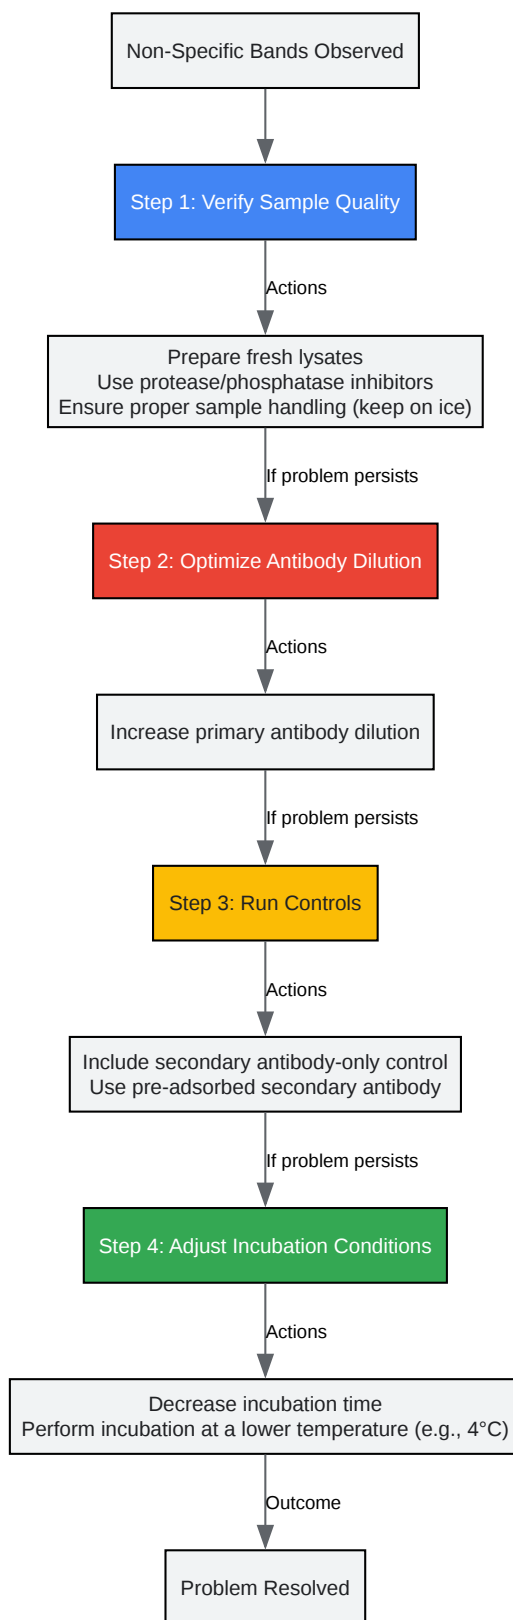 Non-Specific Bands Observed
Step 1: Verify Sample Quality
Actions
Prepare fresh lysates
Use protease/phosphatase inhibitors
Ensure proper sample handling (keep on ice)
If problem persists
Step 2: Optimize Antibody Dilution
Actions
Increase primary antibody dilution
If problem persists
Step 3: Run Controls
Actions
Include secondary antibody-only control
Use pre-adsorbed secondary antibody
If problem persists
Step 4: Adjust Incubation Conditions
Actions
Decrease incubation time
Perform incubation at a lower temperature (e.g., 4°C)
Outcome
Problem Resolved